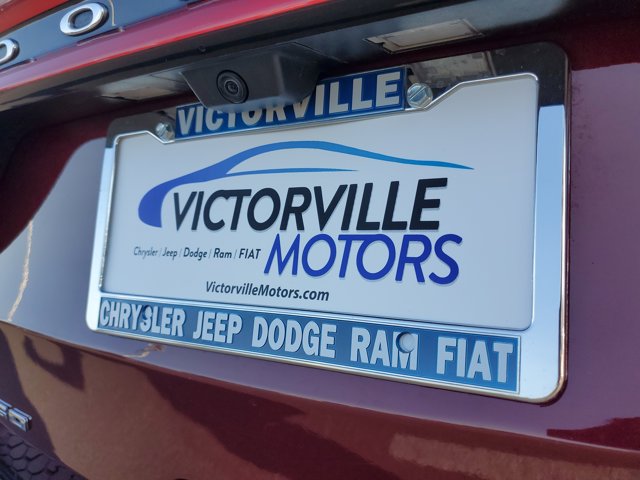 VICTORVILLE
VICTORVILLE
MOTORS
Chrysler / Jeep / Dodge / Ram / FIAT
VictorvilleMotors.com
CHRYSLER JEEP DODGE RAM FIAT